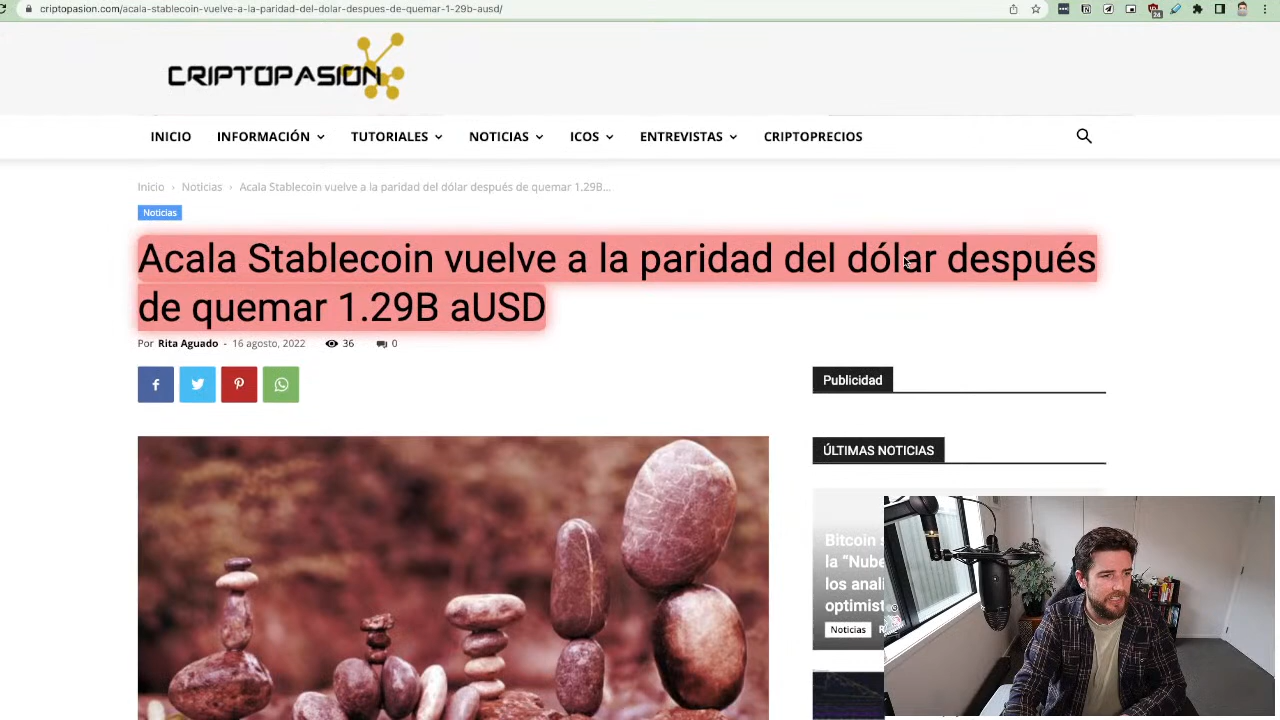 criptopasion.com/acala-stablecoin-vuelve-a-la-paridad-del-dolar-despues-de-quemar-1-29b-ausd/
24
CRIPTOPASION
INICIO INFORMACIÓN TUTORIALES NOTICIAS ICOS ENTREVISTAS CRIPTOPRECIOS
Inicio › Noticias › Acala Stablecoin vuelve a la paridad del dólar después de quemar 1.29B...
Noticias
Acala Stablecoin vuelve a la paridad del dólar después
de quemar 1.29B aUSD
Por Rita Aguado - 16 agosto, 2022 36 0
Publicidad
ÚLTIMAS NOTICIAS
Bitcoin
la “Nube
los anali
optimist
Noticias